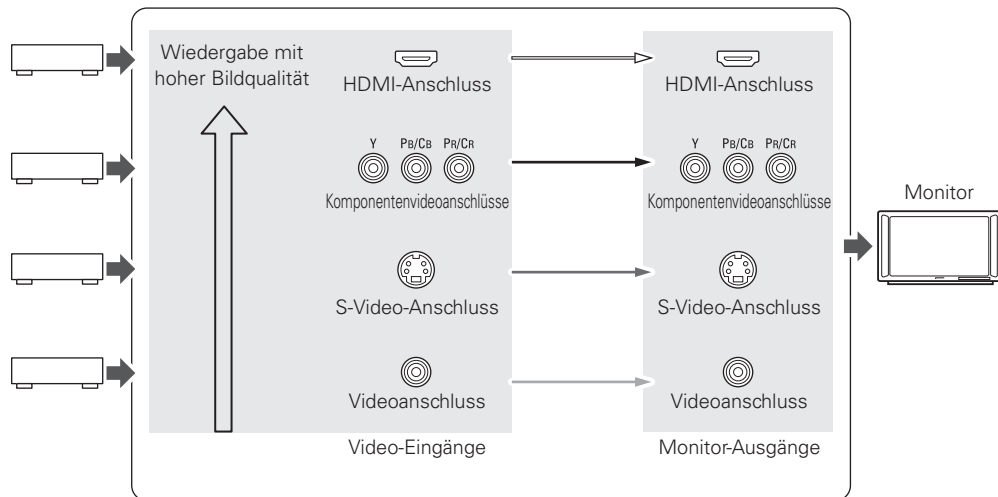 Wiedergabe mit
hoher Bildqualität
HDMI-Anschluss
HDMI-Anschluss
Y PB/CB PR/CR
Y PB/CB PR/CR
Komponentenvideoanschlüsse
Komponentenvideoanschlüsse
Monitor
S-Video-Anschluss
S-Video-Anschluss
Videoanschluss
Videoanschluss
Video-Eingänge
Monitor-Ausgänge